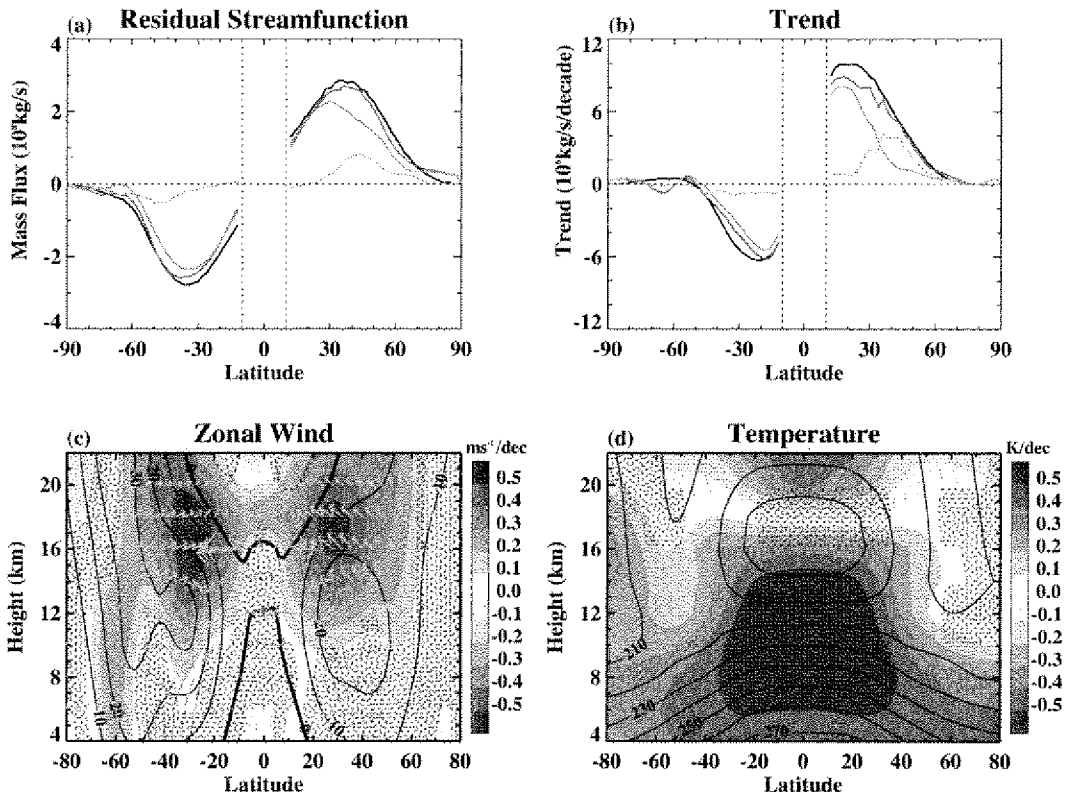 (a) Residual Streamfunction
4
2
0
-2
-4
Mass Flux (10⁹kg/s)
-90 -60 -30 0 30 60 90
Latitude
(b) Trend
12
6
0
-6
-12
-90 -60 -30 0 30 60 90
Latitude
(c) Zonal Wind
ms⁻¹/dec
20
16
12
8
4
Height (km)
-80 -60 -40 -20 0 20 40 60 80
Latitude
0.5
0.4
0.3
0.2
0.1
0.0
-0.1
-0.2
-0.3
-0.4
-0.5
10
20
10
(d) Temperature
K/dec
20
16
12
8
4
Height (km)
-80 -60 -40 -20 0 20 40 60 80
Latitude
0.5
0.4
0.3
0.2
0.1
0.0
-0.1
-0.2
-0.3
-0.4
-0.5
210
230
270